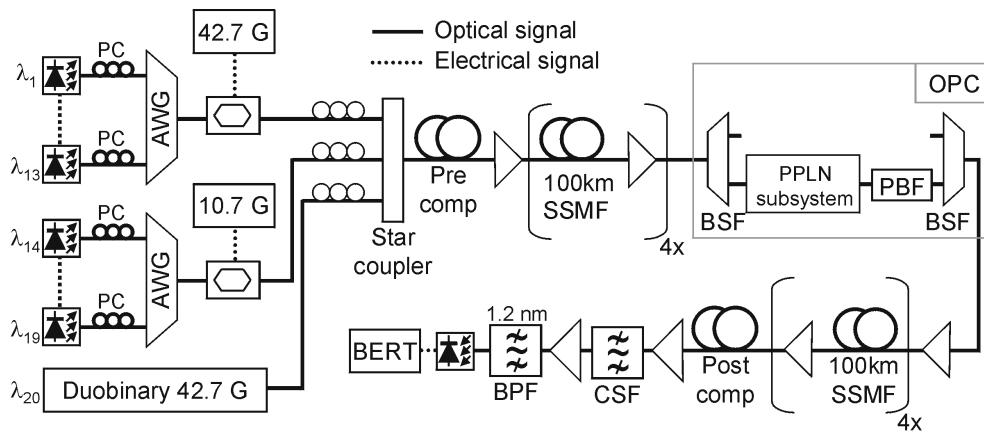 42.7 G
Optical signal
Electrical signal
PC
λ1
AWG
λ13
PC
10.7 G
PC
λ14
AWG
λ19
PC
λ20
Duobinary 42.7 G
Star
coupler
Pre
comp
100km
SSMF
4x
OPC
BSF
PPLN
subsystem
PBF
BSF
BERT
1.2 nm
BPF
CSF
Post
comp
100km
SSMF
4x